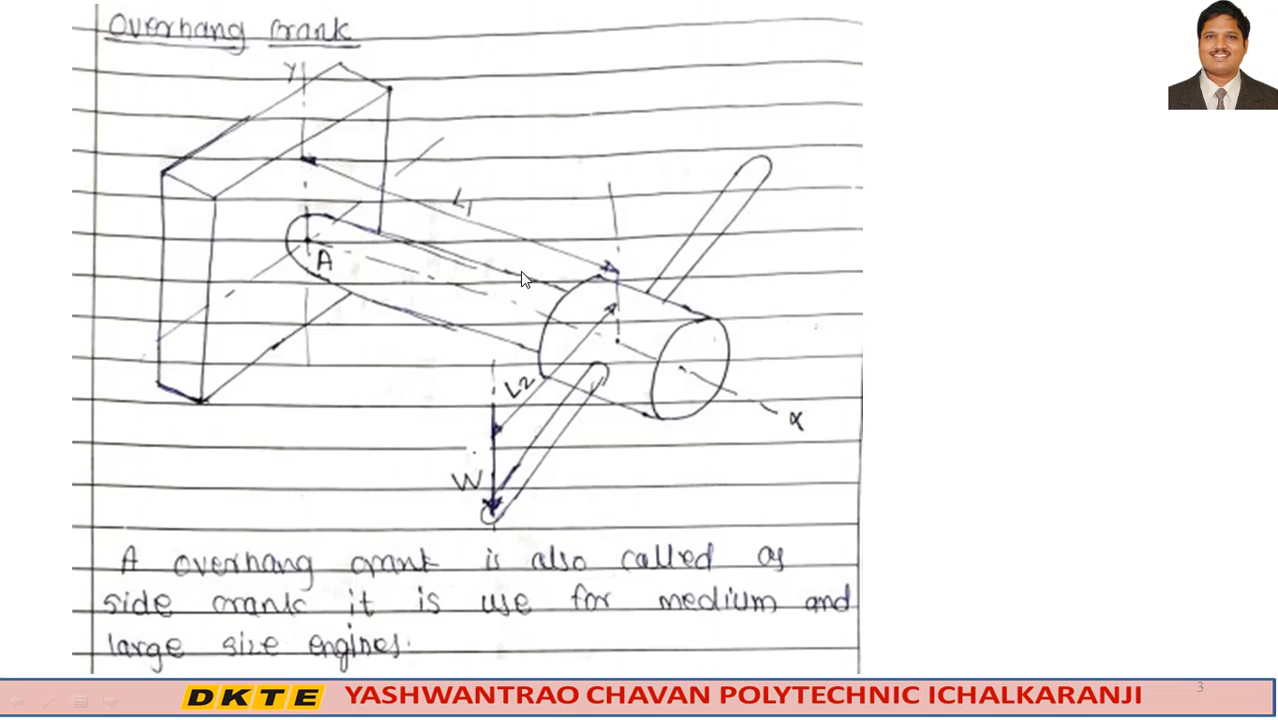 Overhang crank
Y
L1
A
L2
W
x
A overhang crank is also called as
side crank it is use for medium and
large size engines.
DKTE YASHWANTRAO CHAVAN POLYTECHNIC ICHALKARANJI
3